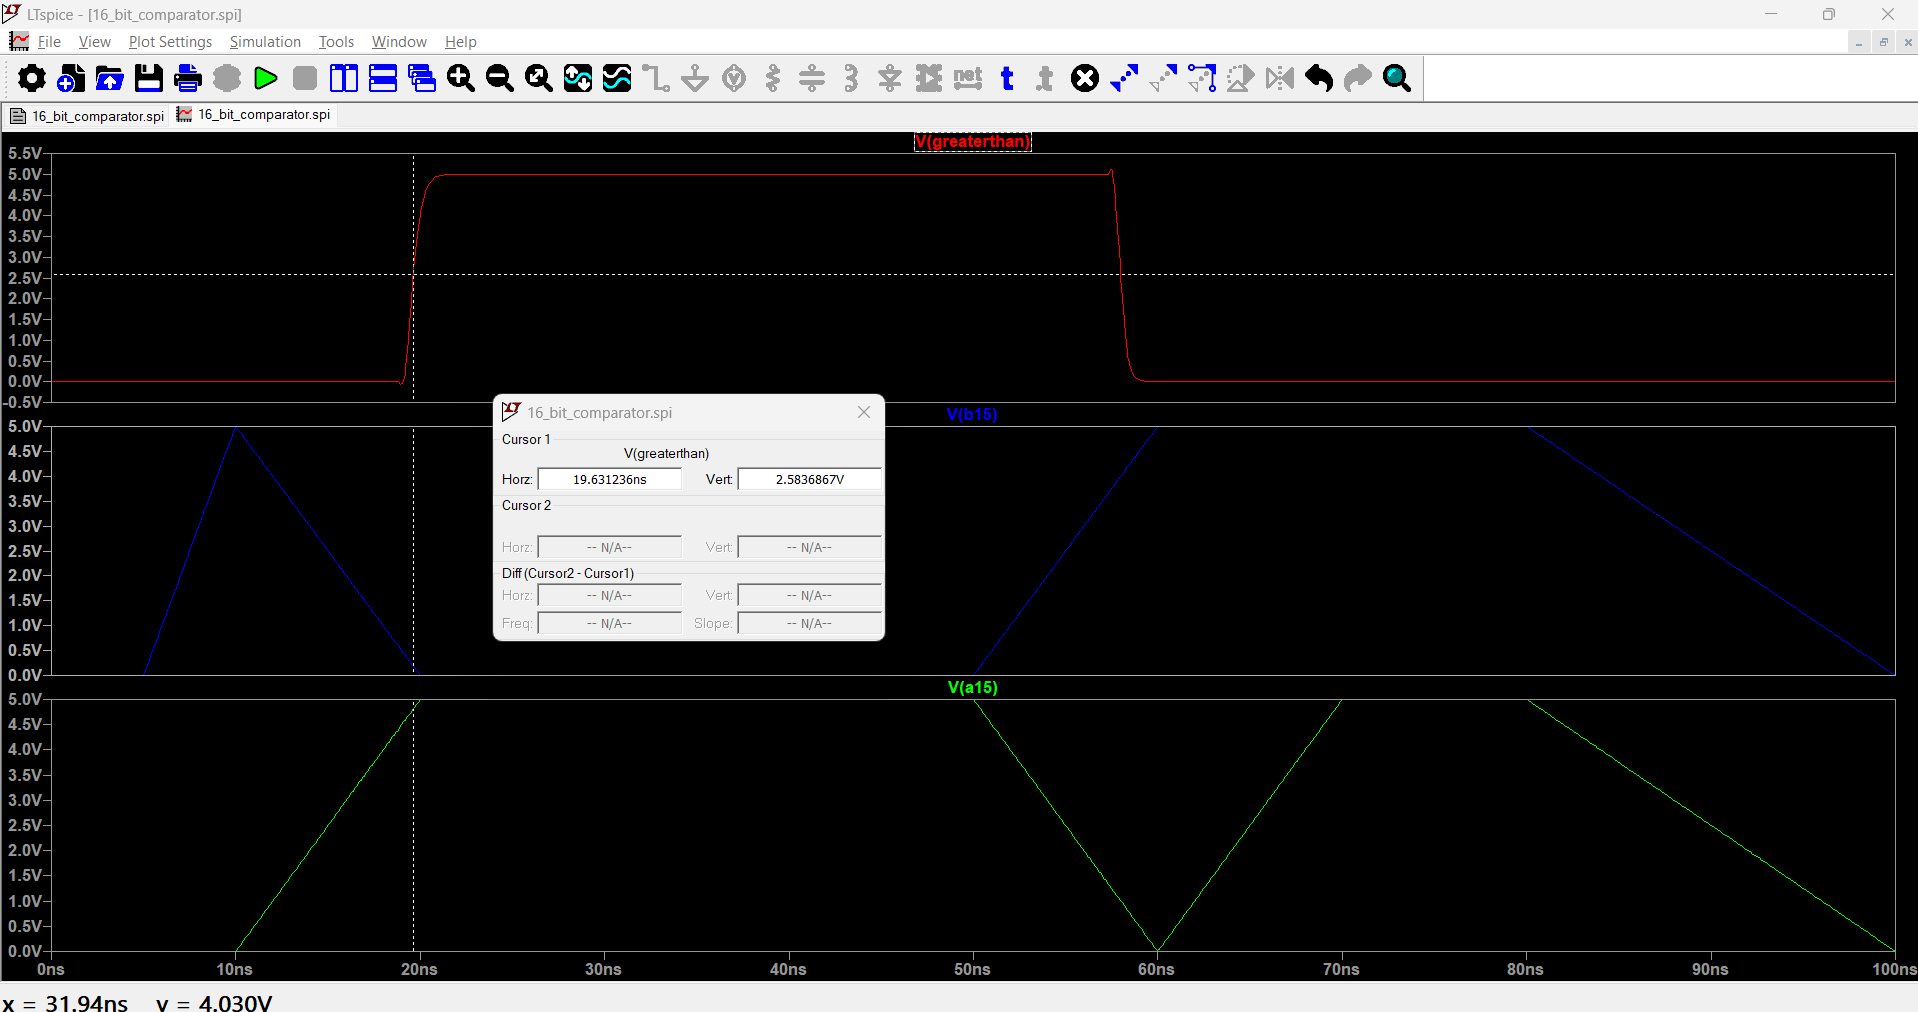 LTspice - [16_bit_comparator.spi]
File View Plot Settings Simulation Tools Window Help
net t .t
16_bit_comparator.spi 16_bit_comparator.spi
V(greaterthan)
5.5V
5.0V
4.5V
4.0V
3.5V
3.0V
2.5V
2.0V
1.5V
1.0V
0.5V
0.0V
-0.5V
16_bit_comparator.spi
Cursor 1
V(greaterthan)
Horz: 19.631236ns Vert: 2.5836867V
Cursor 2
Horz: -- N/A-- Vert: -- N/A--
Diff (Cursor2 - Cursor1)
Horz: -- N/A-- Vert: -- N/A--
Freq: -- N/A-- Slope: -- N/A--
V(b15)
5.0V
4.5V
4.0V
3.5V
3.0V
2.5V
2.0V
1.5V
1.0V
0.5V
0.0V
V(a15)
5.0V
4.5V
4.0V
3.5V
3.0V
2.5V
2.0V
1.5V
1.0V
0.5V
0.0V
0ns 10ns 20ns 30ns 40ns 50ns 60ns 70ns 80ns 90ns 100ns
x = 31.94ns y = 4.030V